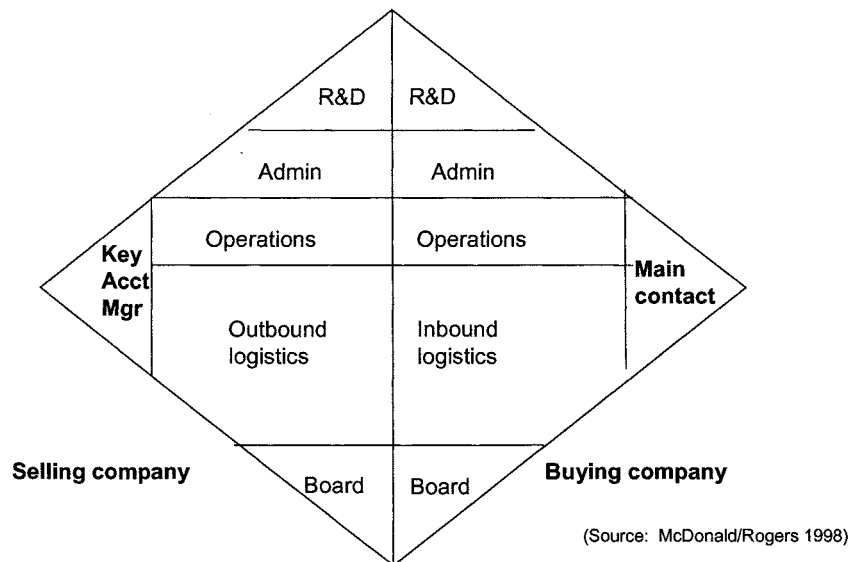 R&D R&D
Admin Admin
Operations Operations
Key
Acct
Mgr
Main
contact
Outbound
logistics
Inbound
logistics
Selling company
Board Board
Buying company
(Source: McDonald/Rogers 1998)